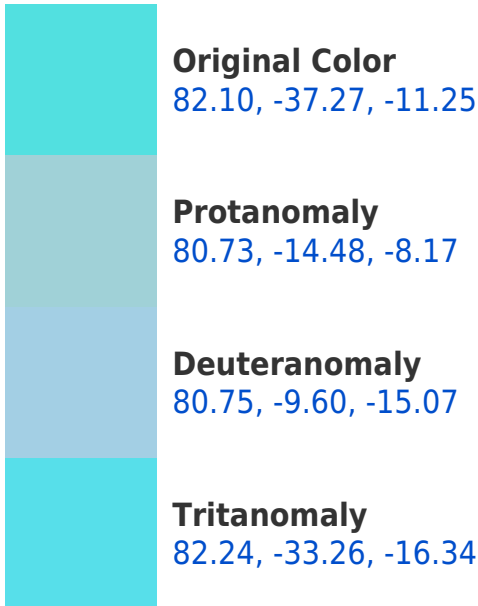 Original Color
82.10, -37.27, -11.25
Protanomaly
80.73, -14.48, -8.17
Deuteranomaly
80.75, -9.60, -15.07
Tritanomaly
82.24, -33.26, -16.34